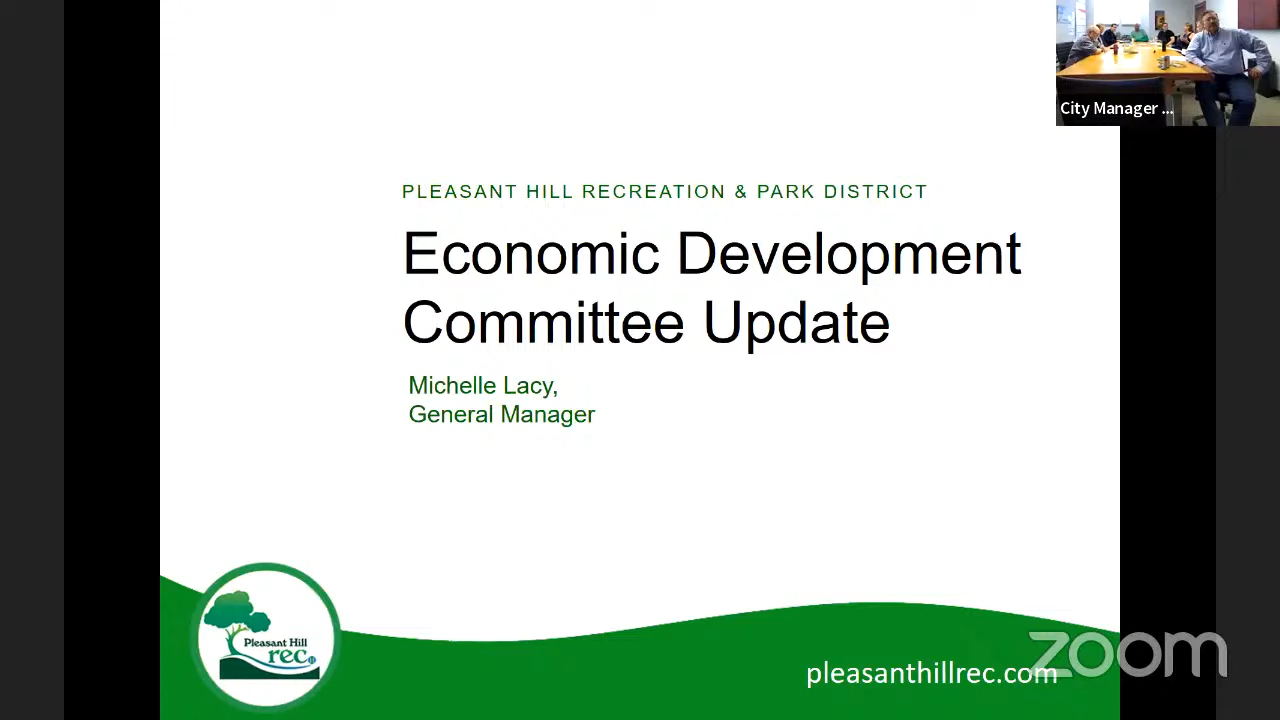 City Manager ...
PLEASANT HILL RECREATION & PARK DISTRICT
Economic Development
Committee Update
Michelle Lacy,
General Manager
Pleasant Hill
rec
pleasanthillrec.com
zoom